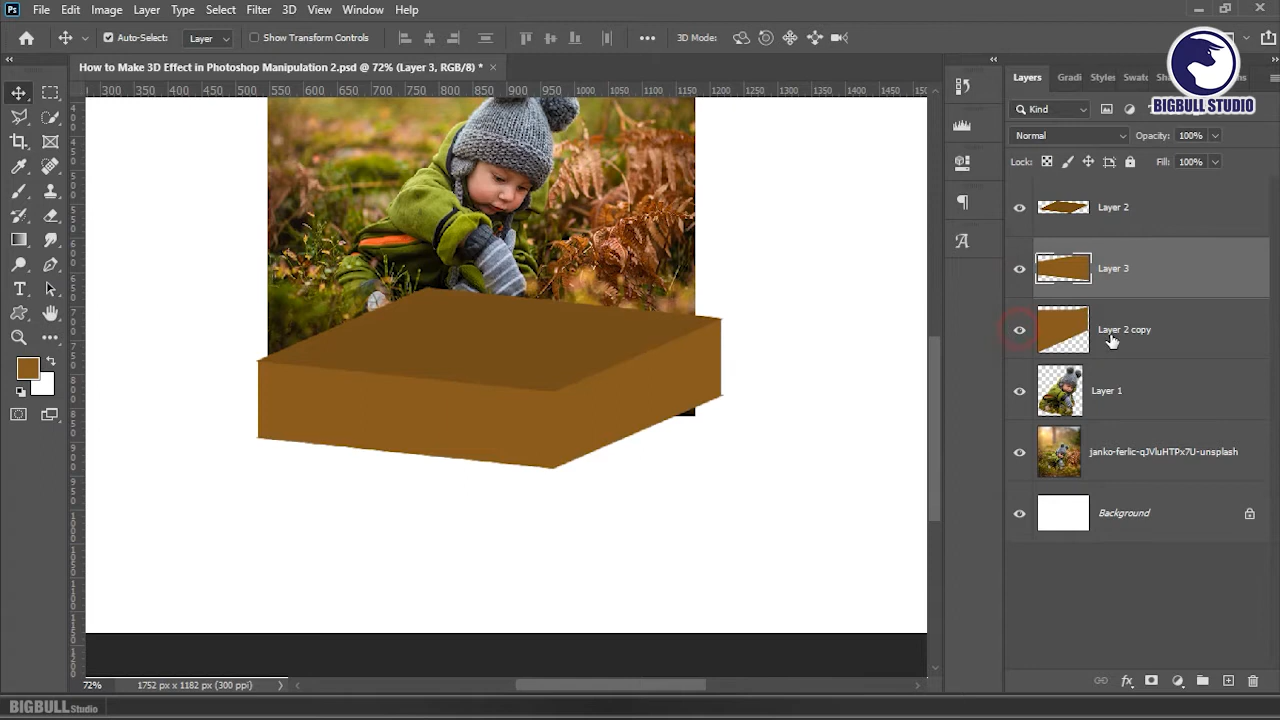 Ps File Edit Image Layer Type Select Filter 3D View Window Help
Auto-Select: Layer Show Transform Controls 3D Mode:
BIGBULL STUDIO
How to Make 3D Effect in Photoshop Manipulation 2.psd @ 72% (Layer 3, RGB/8) *
Layers Gradi Styles Swatc
300 350 400 450 500 550 600 650 700 750 800 850 900 950 1000 1050 1100 1150 1200 1250 1300 1350 1400 1450
Kind
Normal Opacity: 100%
Lock: Fill: 100%
Layer 2
Layer 3
Layer 2 copy
Layer 1
janko-ferlic-qJVluHTPx7U-unsplash
Background
72% 1752 px x 1182 px (300 ppi)
fx
BIGBULL Studio